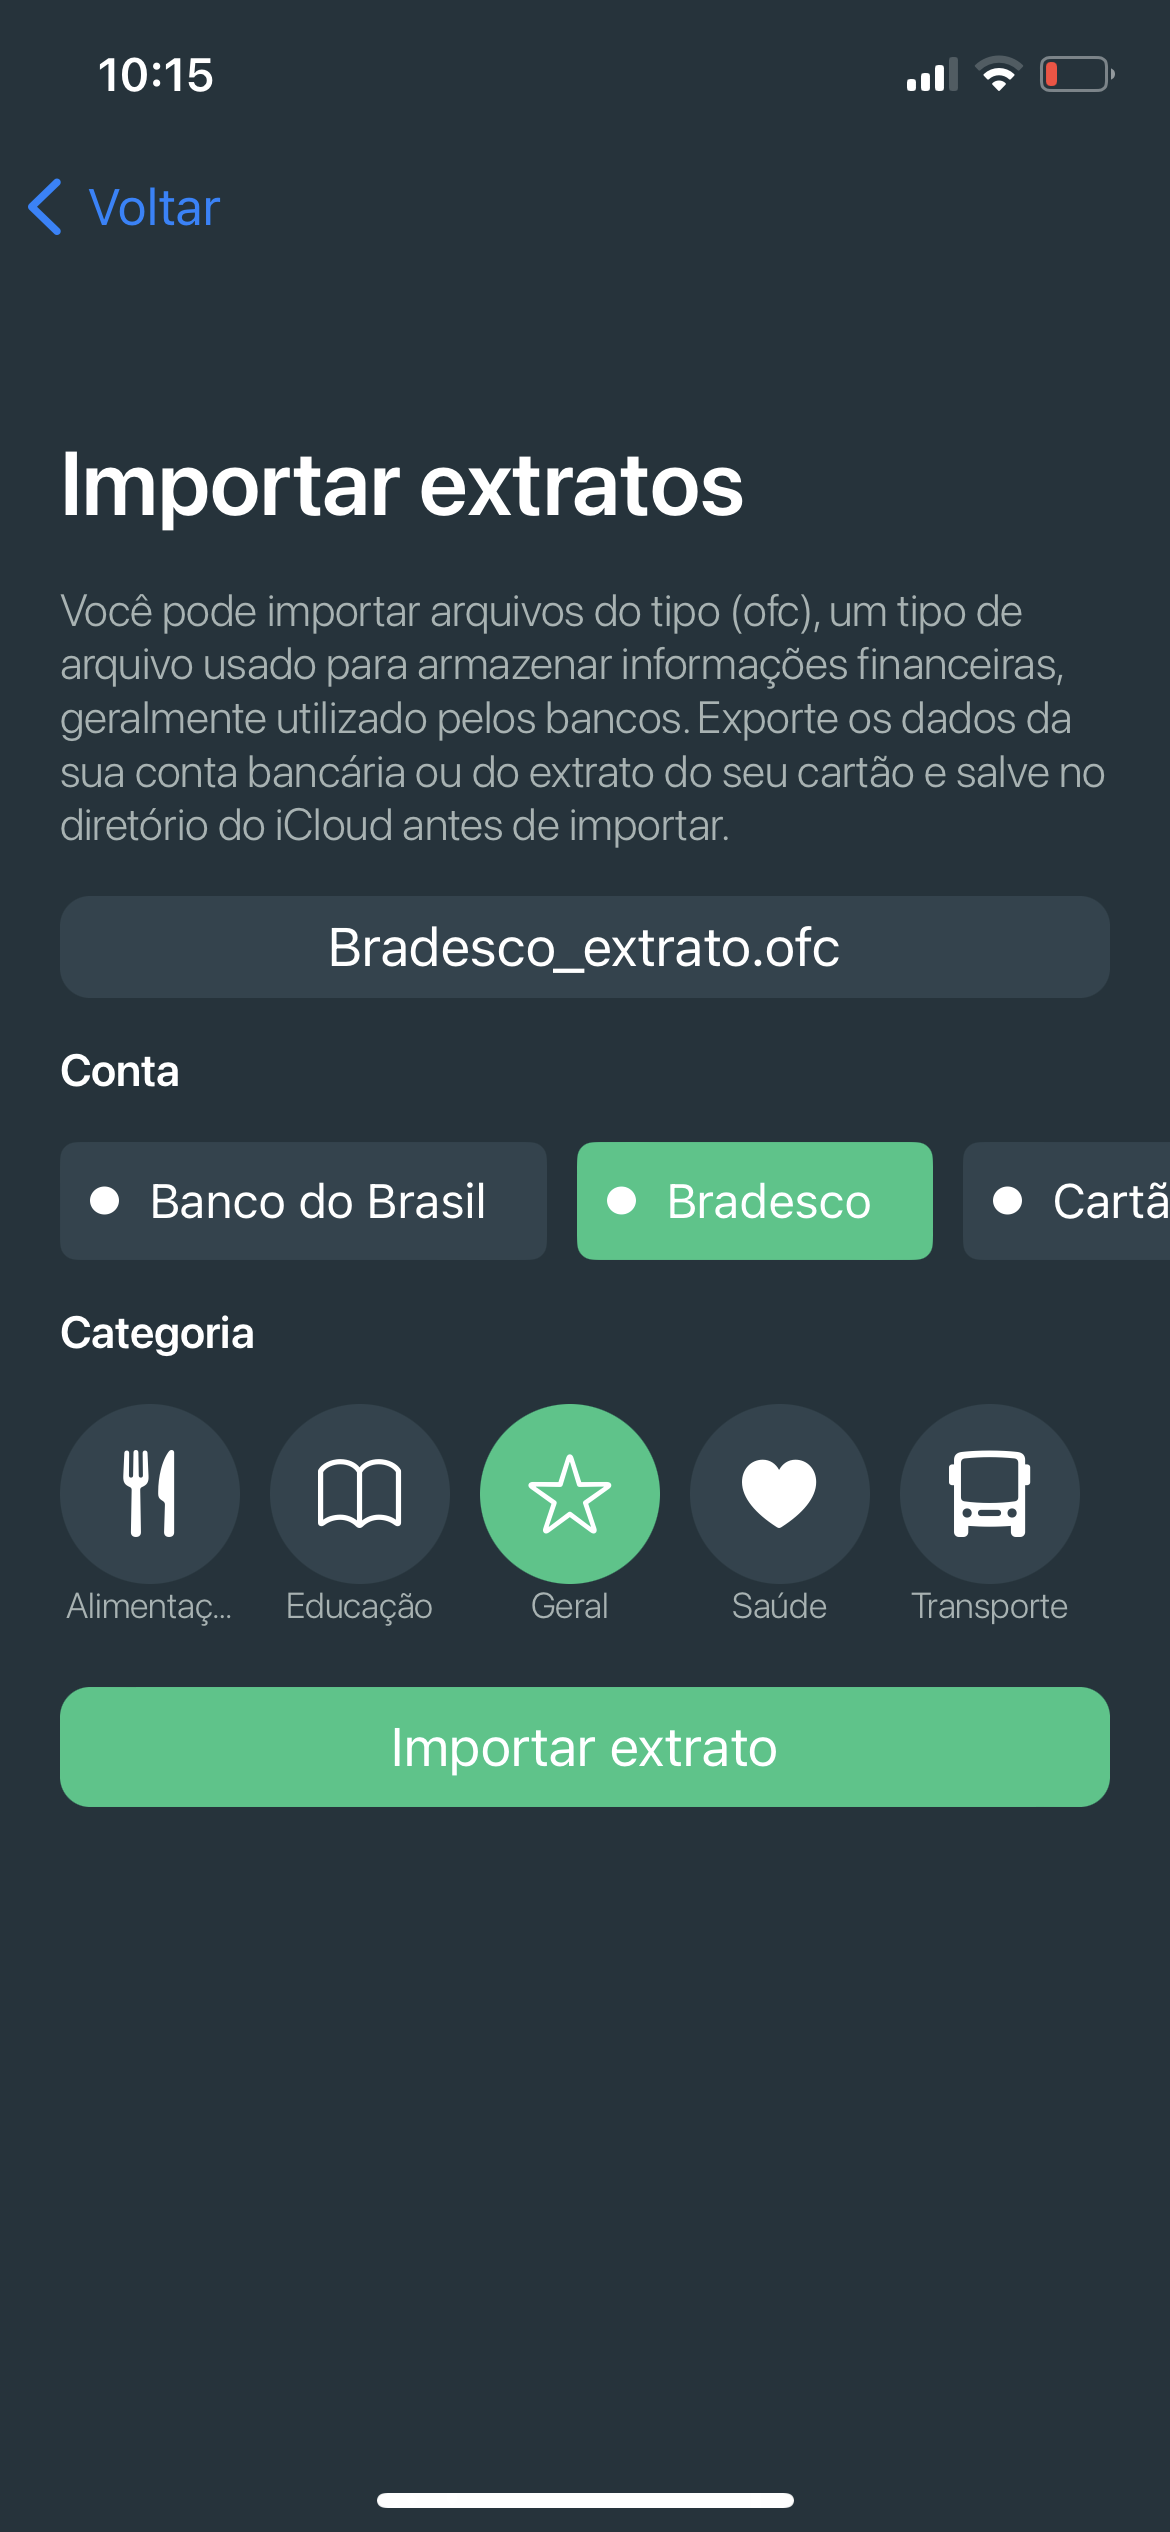 10:15
Voltar
Importar extratos
Você pode importar arquivos do tipo (ofc), um tipo de
arquivo usado para armazenar informações financeiras,
geralmente utilizado pelos bancos. Exporte os dados da
sua conta bancária ou do extrato do seu cartão e salve no
diretório do iCloud antes de importar.
Bradesco_extrato.ofc
Conta
Banco do Brasil Bradesco Cartã
Categoria
Alimentaç... Educação Geral Saúde Transporte
Importar extrato